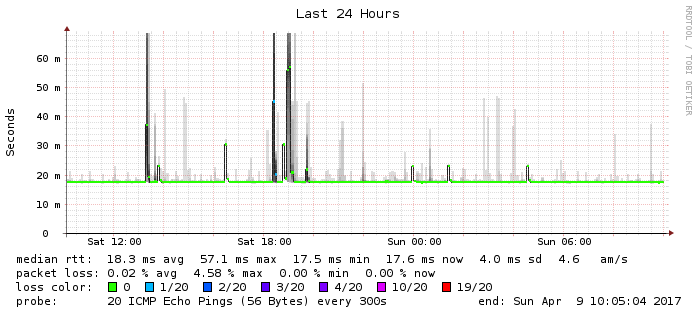 Last 24 Hours
RRDTOOL / TOBI OETIKER
Seconds
60 m
50 m
40 m
30 m
20 m
10 m
0
Sat 12:00 Sat 18:00 Sun 00:00 Sun 06:00
median rtt: 18.3 ms avg 57.1 ms max 17.5 ms min 17.6 ms now 4.0 ms sd 4.6 am/s
packet loss: 0.02 % avg 4.58 % max 0.00 % min 0.00 % now
loss color: 0 1/20 2/20 3/20 4/20 10/20 19/20
probe: 20 ICMP Echo Pings (56 Bytes) every 300s end: Sun Apr 9 10:05:04 2017